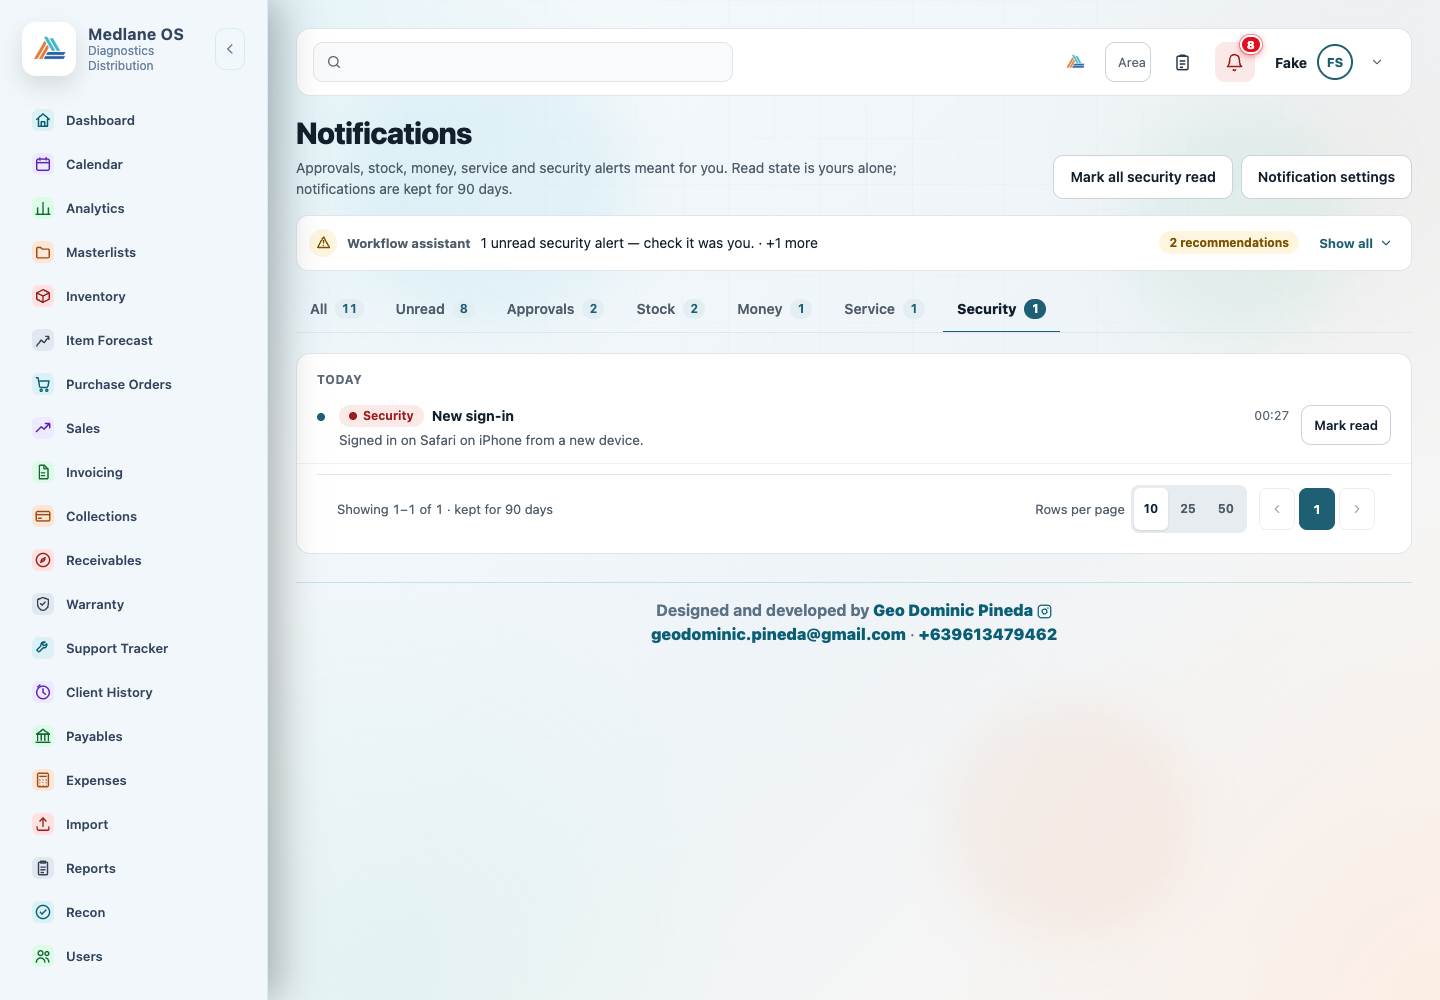 Medlane OS
Diagnostics
Distribution
Dashboard
Calendar
Analytics
Masterlists
Inventory
Item Forecast
Purchase Orders
Sales
Invoicing
Collections
Receivables
Warranty
Support Tracker
Client History
Payables
Expenses
Import
Reports
Recon
Users
Area
8
Fake
FS
Notifications
Approvals, stock, money, service and security alerts meant for you. Read state is yours alone;
notifications are kept for 90 days.
Mark all security read
Notification settings
Workflow assistant 1 unread security alert — check it was you. · +1 more
2 recommendations
Show all
All 11
Unread 8
Approvals 2
Stock 2
Money 1
Service 1
Security 1
TODAY
Security New sign-in
00:27
Mark read
Signed in on Safari on iPhone from a new device.
Showing 1–1 of 1 · kept for 90 days
Rows per page 10 25 50
1
Designed and developed by Geo Dominic Pineda
geodominic.pineda@gmail.com · +639613479462